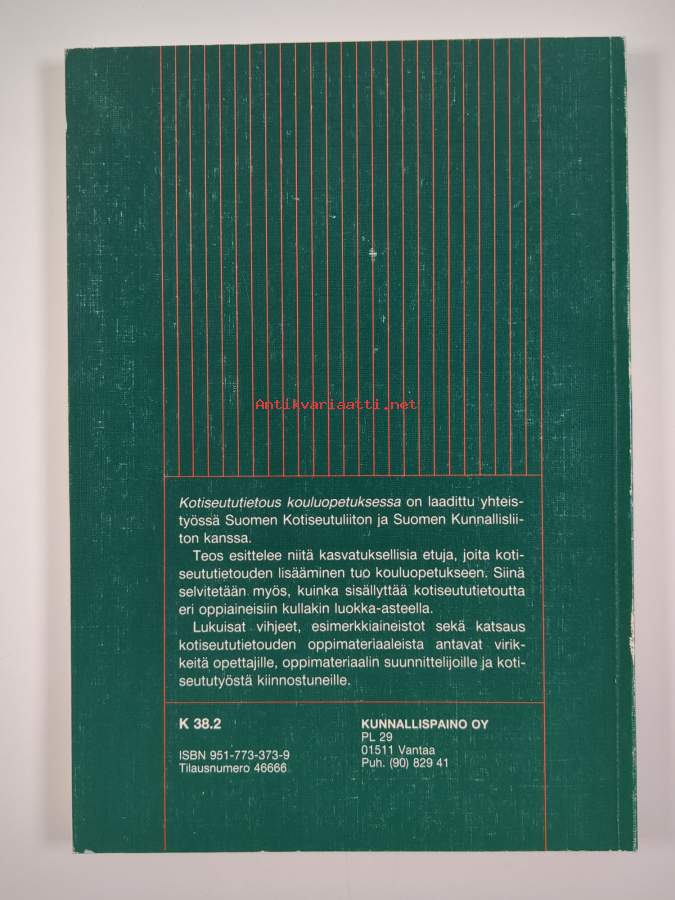 Antikvariaatti.net
Kotiseututietous kouluopetuksessa on laadittu yhteis-
työssä Suomen Kotiseutuliiton ja Suomen Kunnallislii-
ton kanssa.
Teos esittelee niitä kasvatuksellisia etuja, joita koti-
seututietouden lisääminen tuo kouluopetukseen. Siinä
selvitetään myös, kuinka sisällyttää kotiseututietoutta
eri oppiaineisiin kullakin luokka-asteella.
Lukuisat vihjeet, esimerkkiaineistot sekä katsaus
kotiseututietouden oppimateriaaleista antavat virik-
keitä opettajille, oppimateriaalin suunnittelijoille ja koti-
seututyöstä kiinnostuneille.
K 38.2
ISBN 951-773-373-9
Tilausnumero 46666
KUNNALLISPAINO OY
PL 29
01511 Vantaa
Puh. (90) 829 41